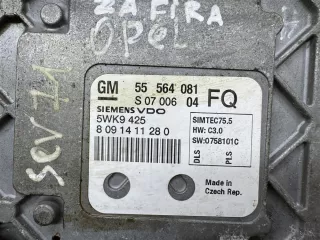 ZAFIRA
OPEL
GM 55 564 081
S 07 006 04 FQ
SIEMENS VDO
5WK9 425
8 09 14 11 28 0
SIMTEC75.5
HW: C3.0
SW:0758101C
DLS
PLS
Made in
Czech Rep.